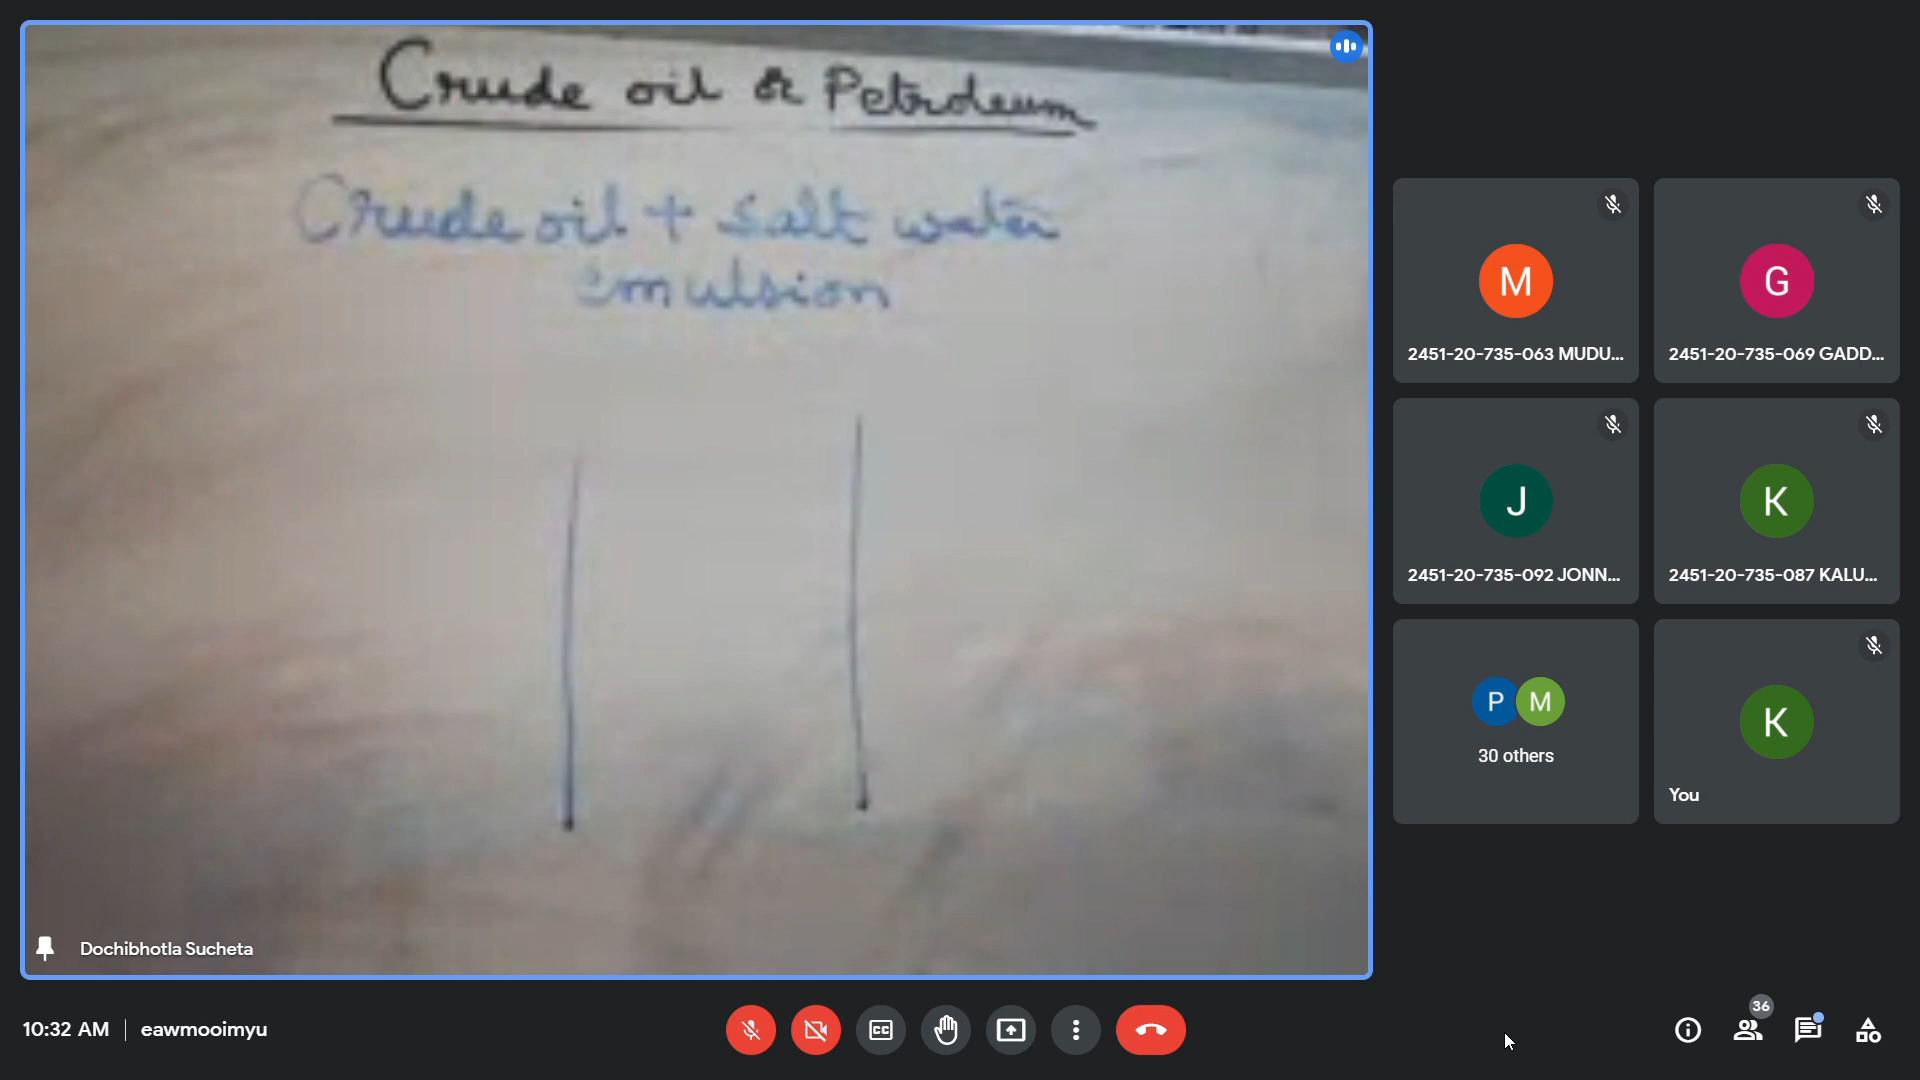 Crude oil or Petroleum
Crude oil + Salt water
emulsion
Dochibhotla Sucheta
M
2451-20-735-063 MUDU...
G
2451-20-735-069 GADD...
J
2451-20-735-092 JONN...
K
2451-20-735-087 KALU...
P M
30 others
K
You
10:32 AM | eawmooimyu
CC
36